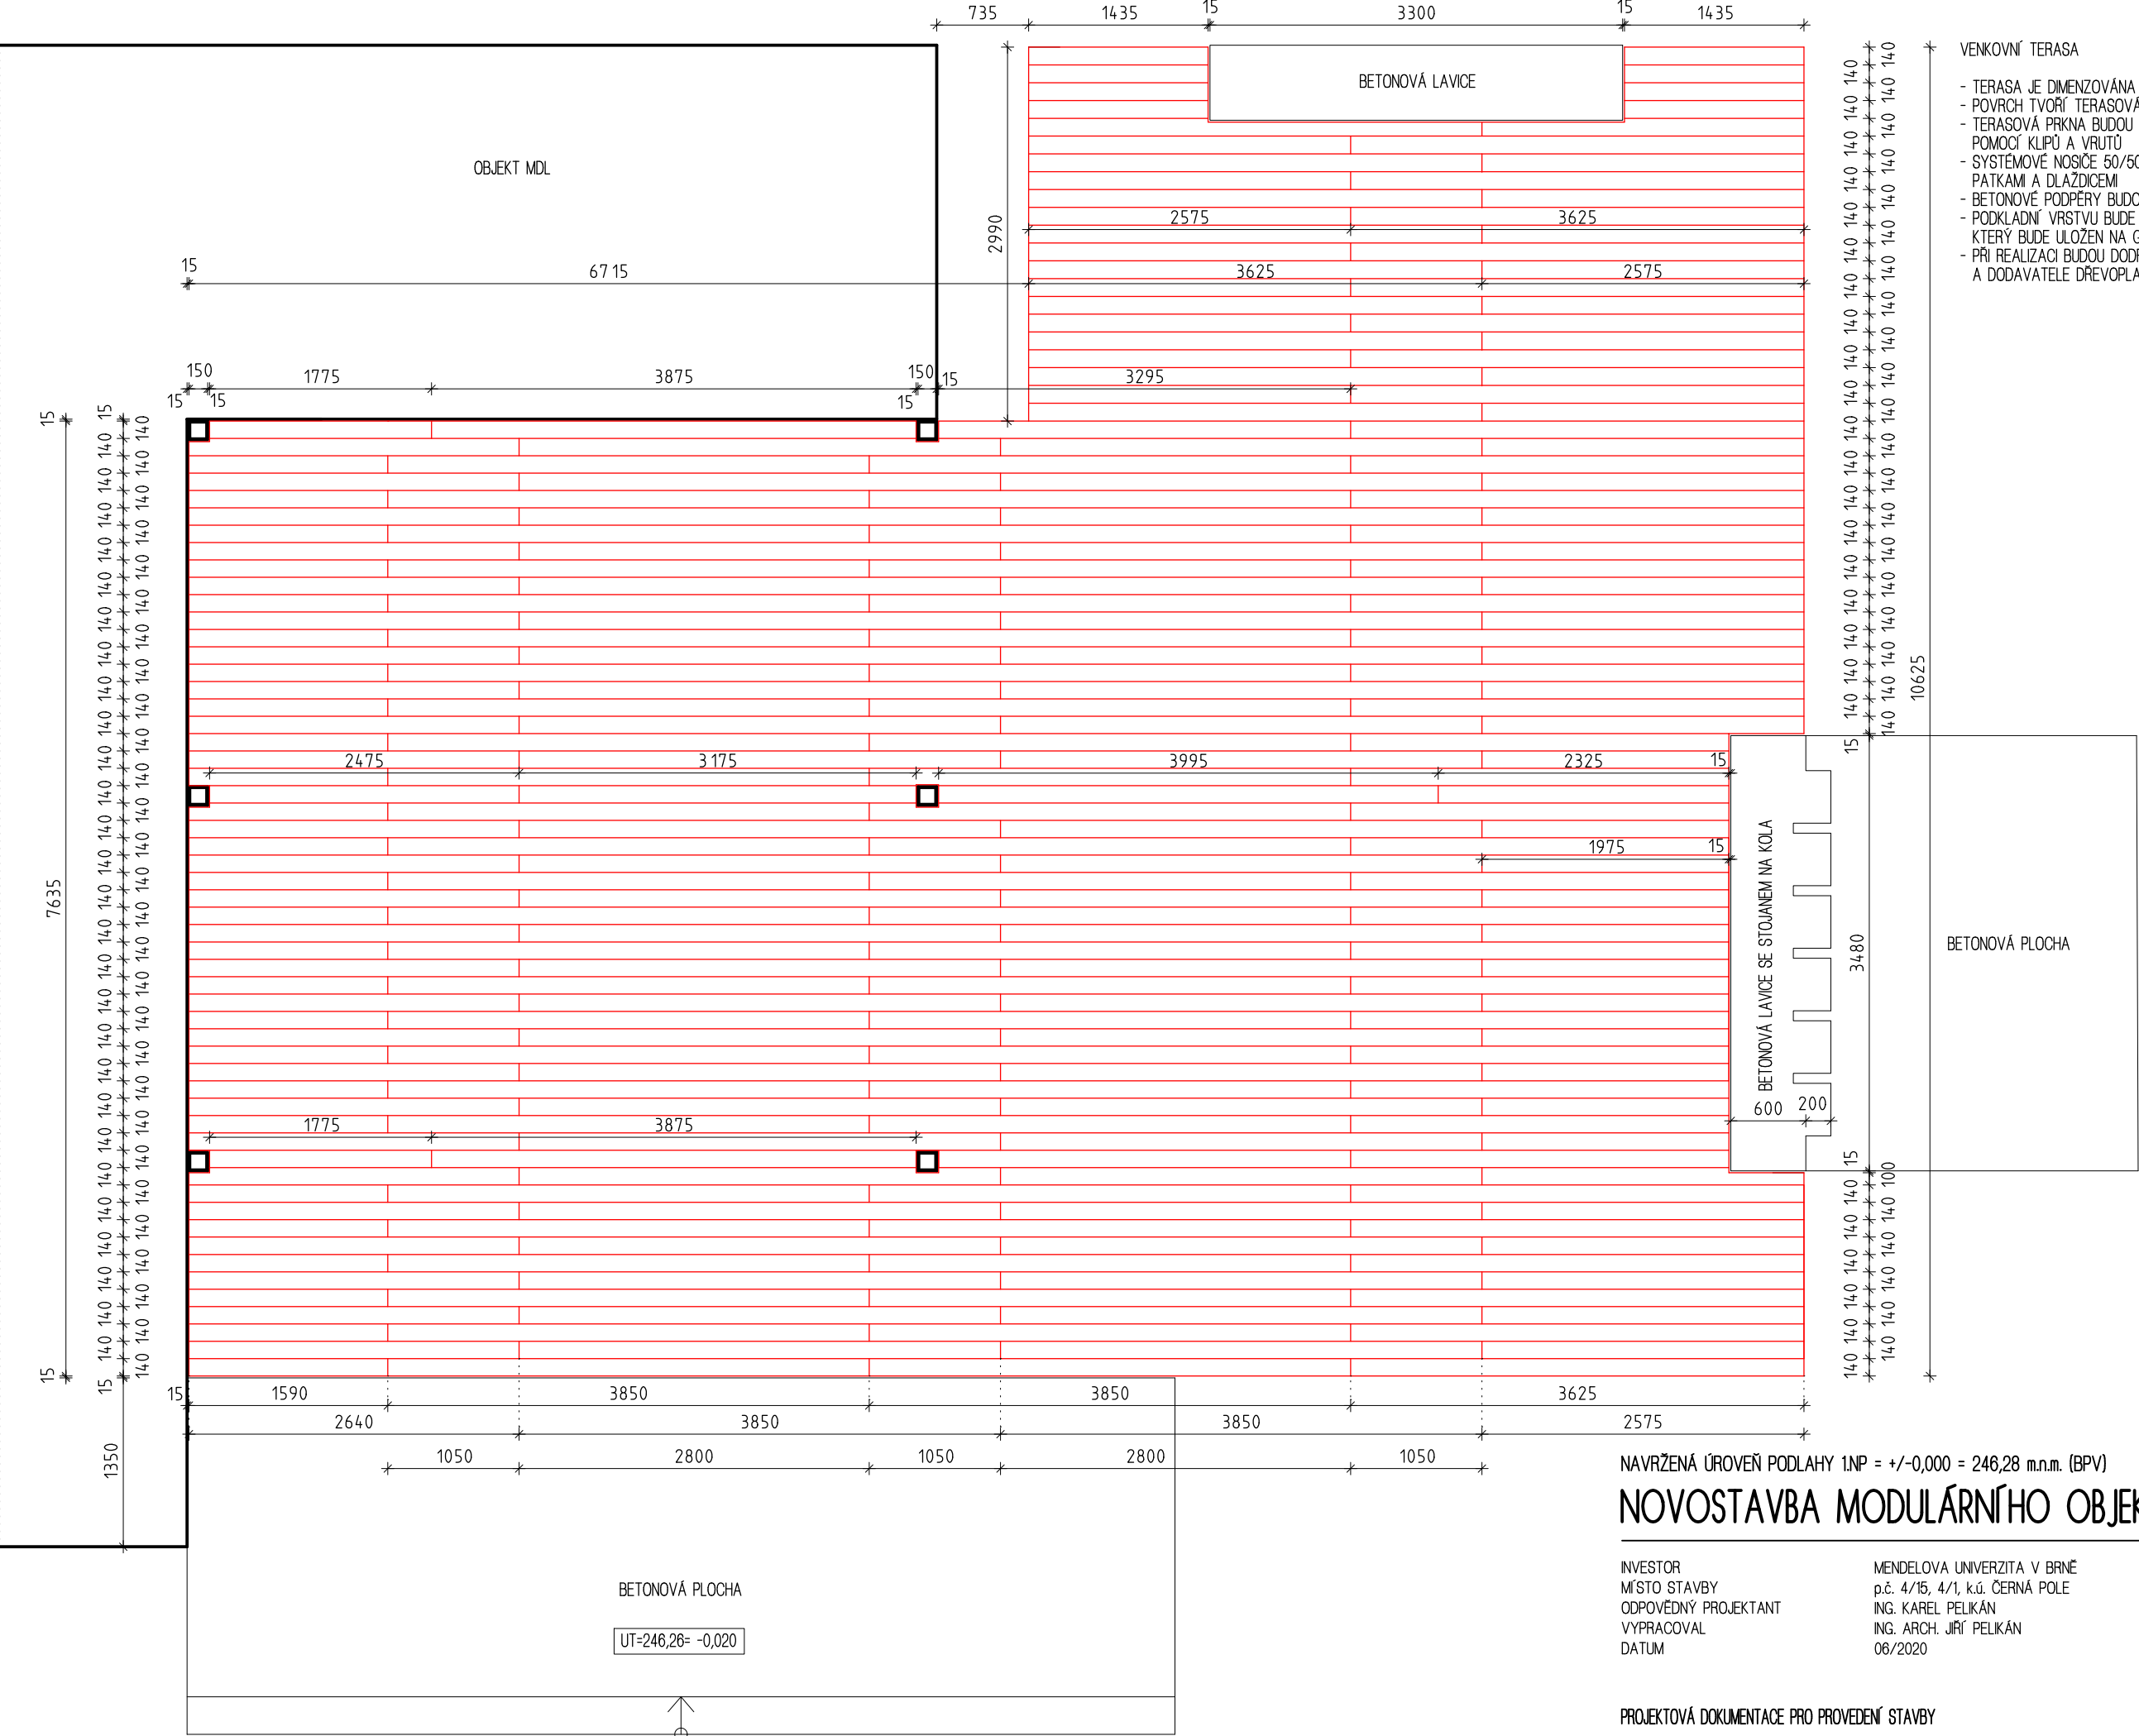 735 1435 15 3300 15 1435
BETONOVÁ LAVICE
OBJEKT MDL
VENKOVNÍ TERASA
- TERASA JE DIMENZOVÁNA
- POVRCH TVOŘÍ TERASOVÁ
- TERASOVÁ PRKNA BUDOU
POMOCÍ KLIPŮ A VRUTŮ
- SYSTÉMOVÉ NOSIČE 50/50
PATKAMI A DLAŽDICEMI
- BETONOVÉ PODPĚRY BUDO
- PODKLADNÍ VRSTVU BUDE
KTERÝ BUDE ULOŽEN NA G
- PŘI REALIZACI BUDOU DODR
A DODAVATELE DŘEVOPLA
2990
2575 3625
15 6715 3625 2575
150 1775 3875 150 15 3295
15 15 15
10625
2475 3175 3995 2325 15
1975 15
7635
BETONOVÁ LAVICE SE STOJANEM NA KOLA
3480
BETONOVÁ PLOCHA
1775 3875
600 200
15 1590 3850 3850 3625
2640 3850 3850 2575
1050 2800 1050 2800 1050
1350
BETONOVÁ PLOCHA
UT=246,26= -0,020
NAVRŽENÁ ÚROVEŇ PODLAHY 1.NP = +/-0,000 = 246,28 m.n.m. (BPV)
NOVOSTAVBA MODULÁRNÍHO OBJEK
INVESTOR MENDELOVA UNIVERZITA V BRNĚ
MÍSTO STAVBY p.č. 4/15, 4/1, k.ú. ČERNÁ POLE
ODPOVĚDNÝ PROJEKTANT ING. KAREL PELIKÁN
VYPRACOVAL ING. ARCH. JIŘÍ PELIKÁN
DATUM 06/2020
PROJEKTOVÁ DOKUMENTACE PRO PROVEDENÍ STAVBY